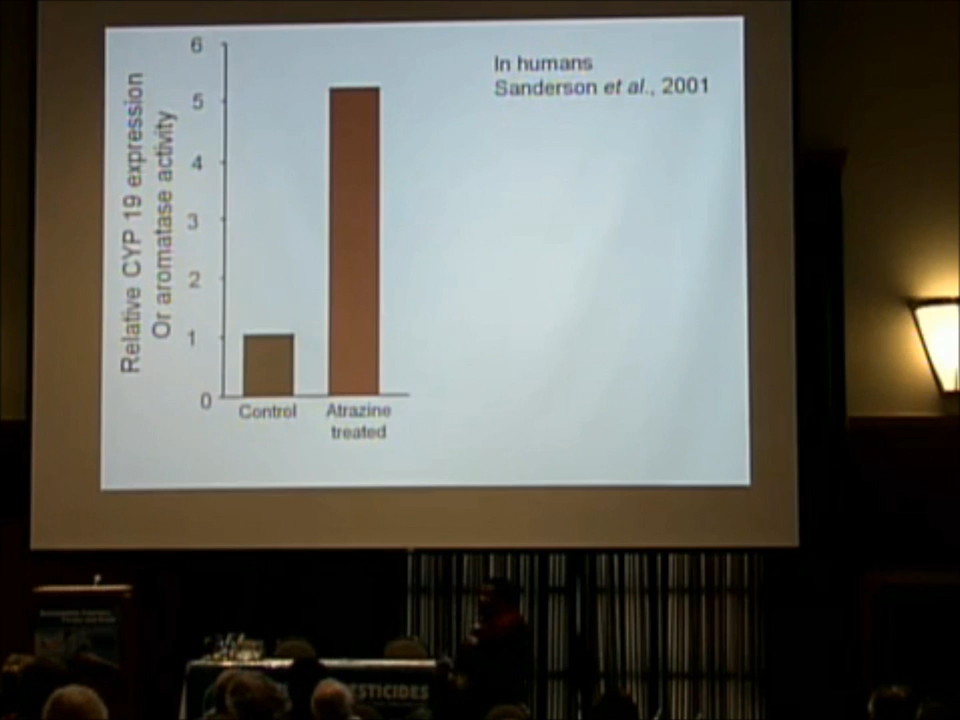 In humans
Sanderson et al., 2001
Relative CYP 19 expression
Or aromatase activity
6
5
4
3
2
1
0
Control
Atrazine
treated
ESTICIDES